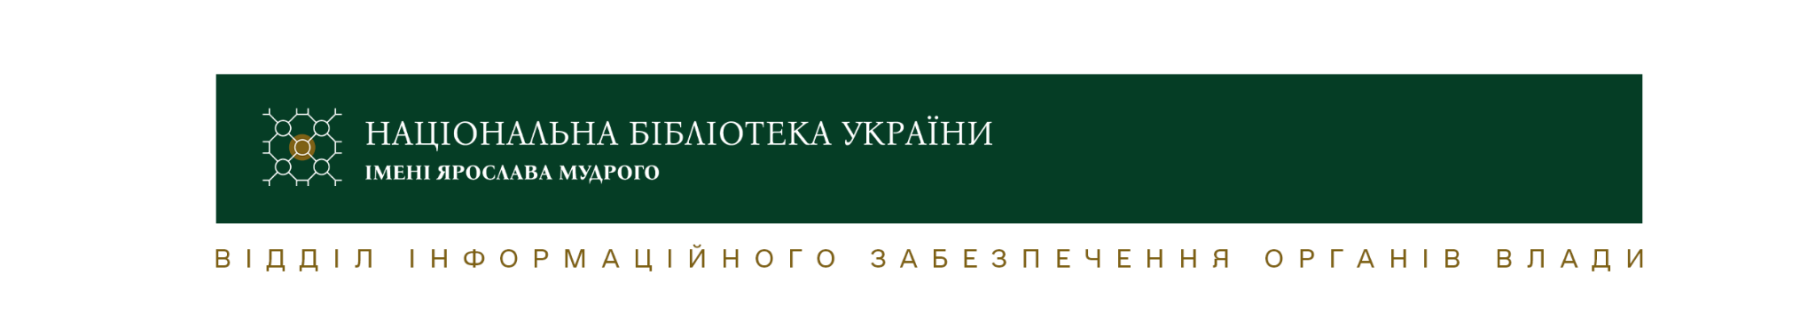 НАЦІОНАЛЬНА БІБЛІОТЕКА УКРАЇНИ
ІМЕНІ ЯРОСЛАВА МУДРОГО
ВІДДІЛ ІНФОРМАЦІЙНОГО ЗАБЕЗПЕЧЕННЯ ОРГАНІВ ВЛАДИ